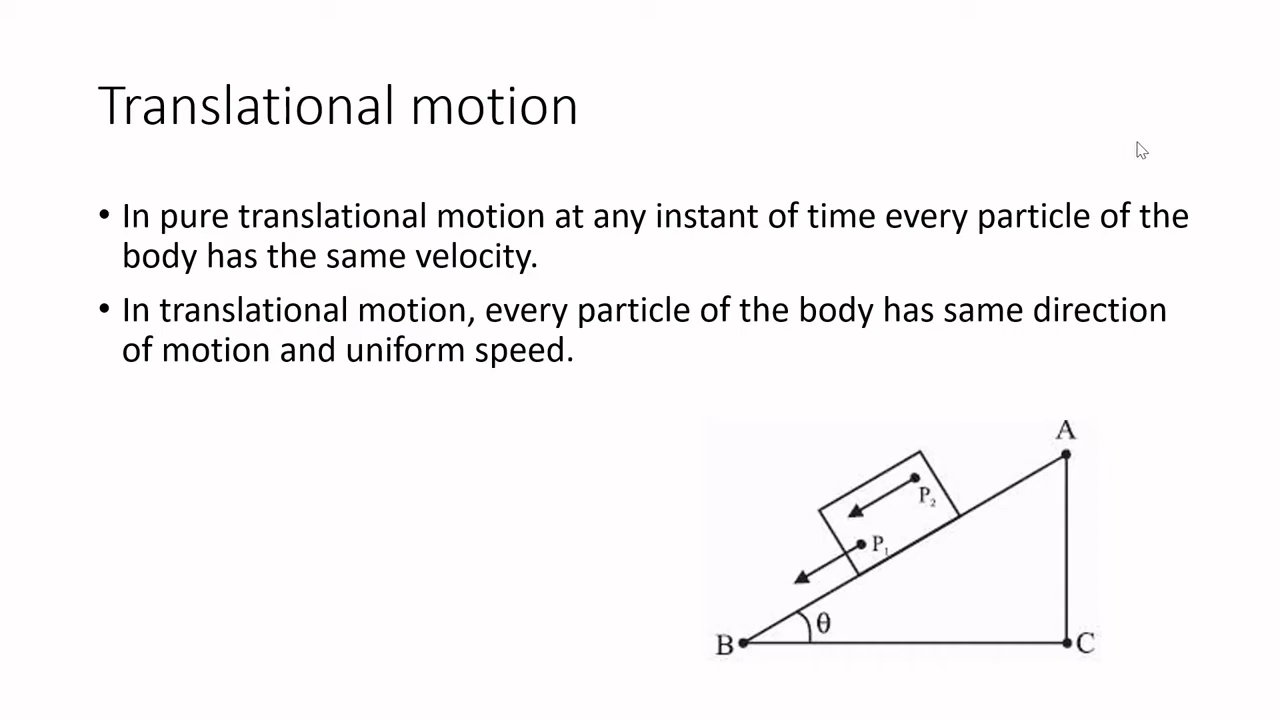 Translational motion
• In pure translational motion at any instant of time every particle of the
body has the same velocity.
• In translational motion, every particle of the body has same direction
of motion and uniform speed.
A
P₂
P₁
θ
B
C